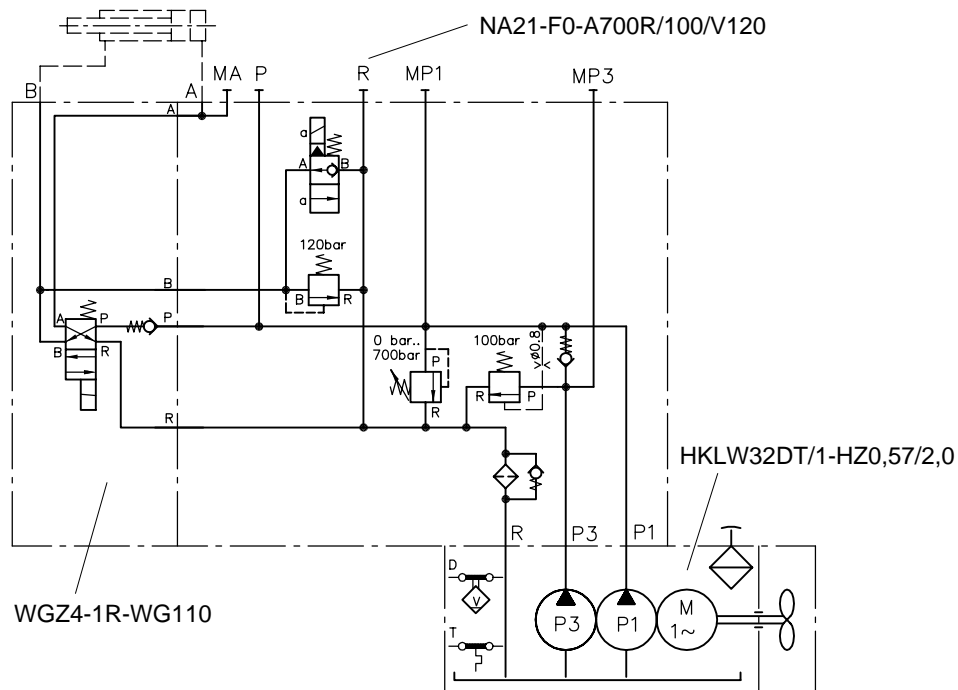 NA21-F0-A700R/100/V120
B A MA P R MP1 MP3
A
a
A B
a
120bar
B
B R
A P
P
B R
0 bar..
700bar
P
R
100bar
R P
vø0.8
^
R
HKLW32DT/1-HZ0,57/2,0
R P3 P1
WGZ4-1R-WG110
D
V
T
P3 P1
M
1~